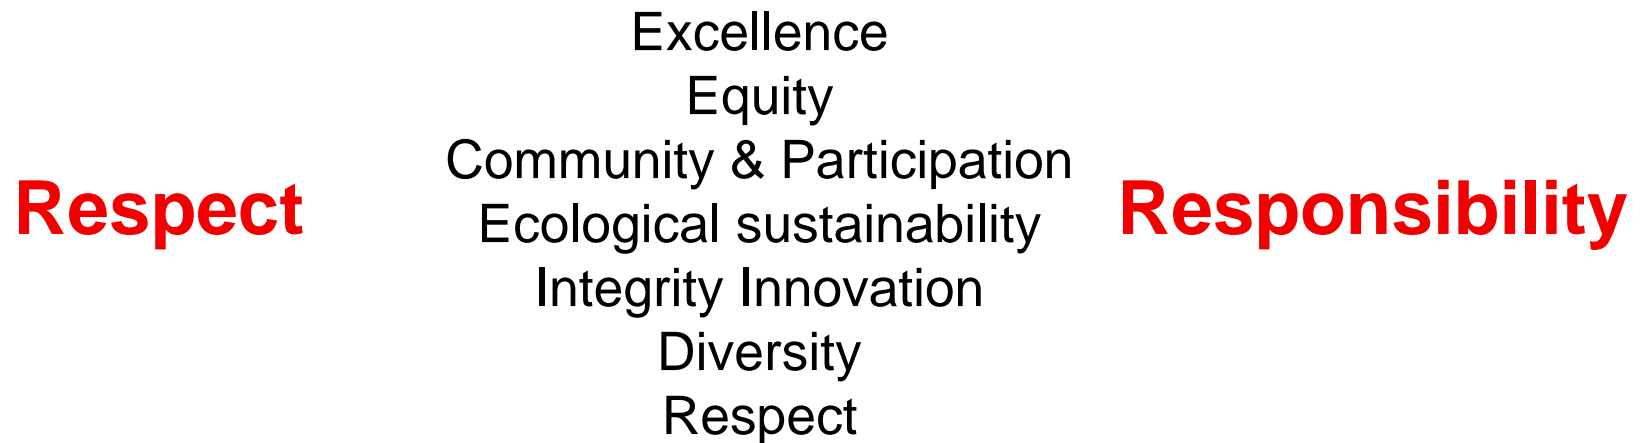 Respect
Excellence
Equity
Community & Participation
Ecological sustainability
Integrity Innovation
Diversity
Respect
Responsibility